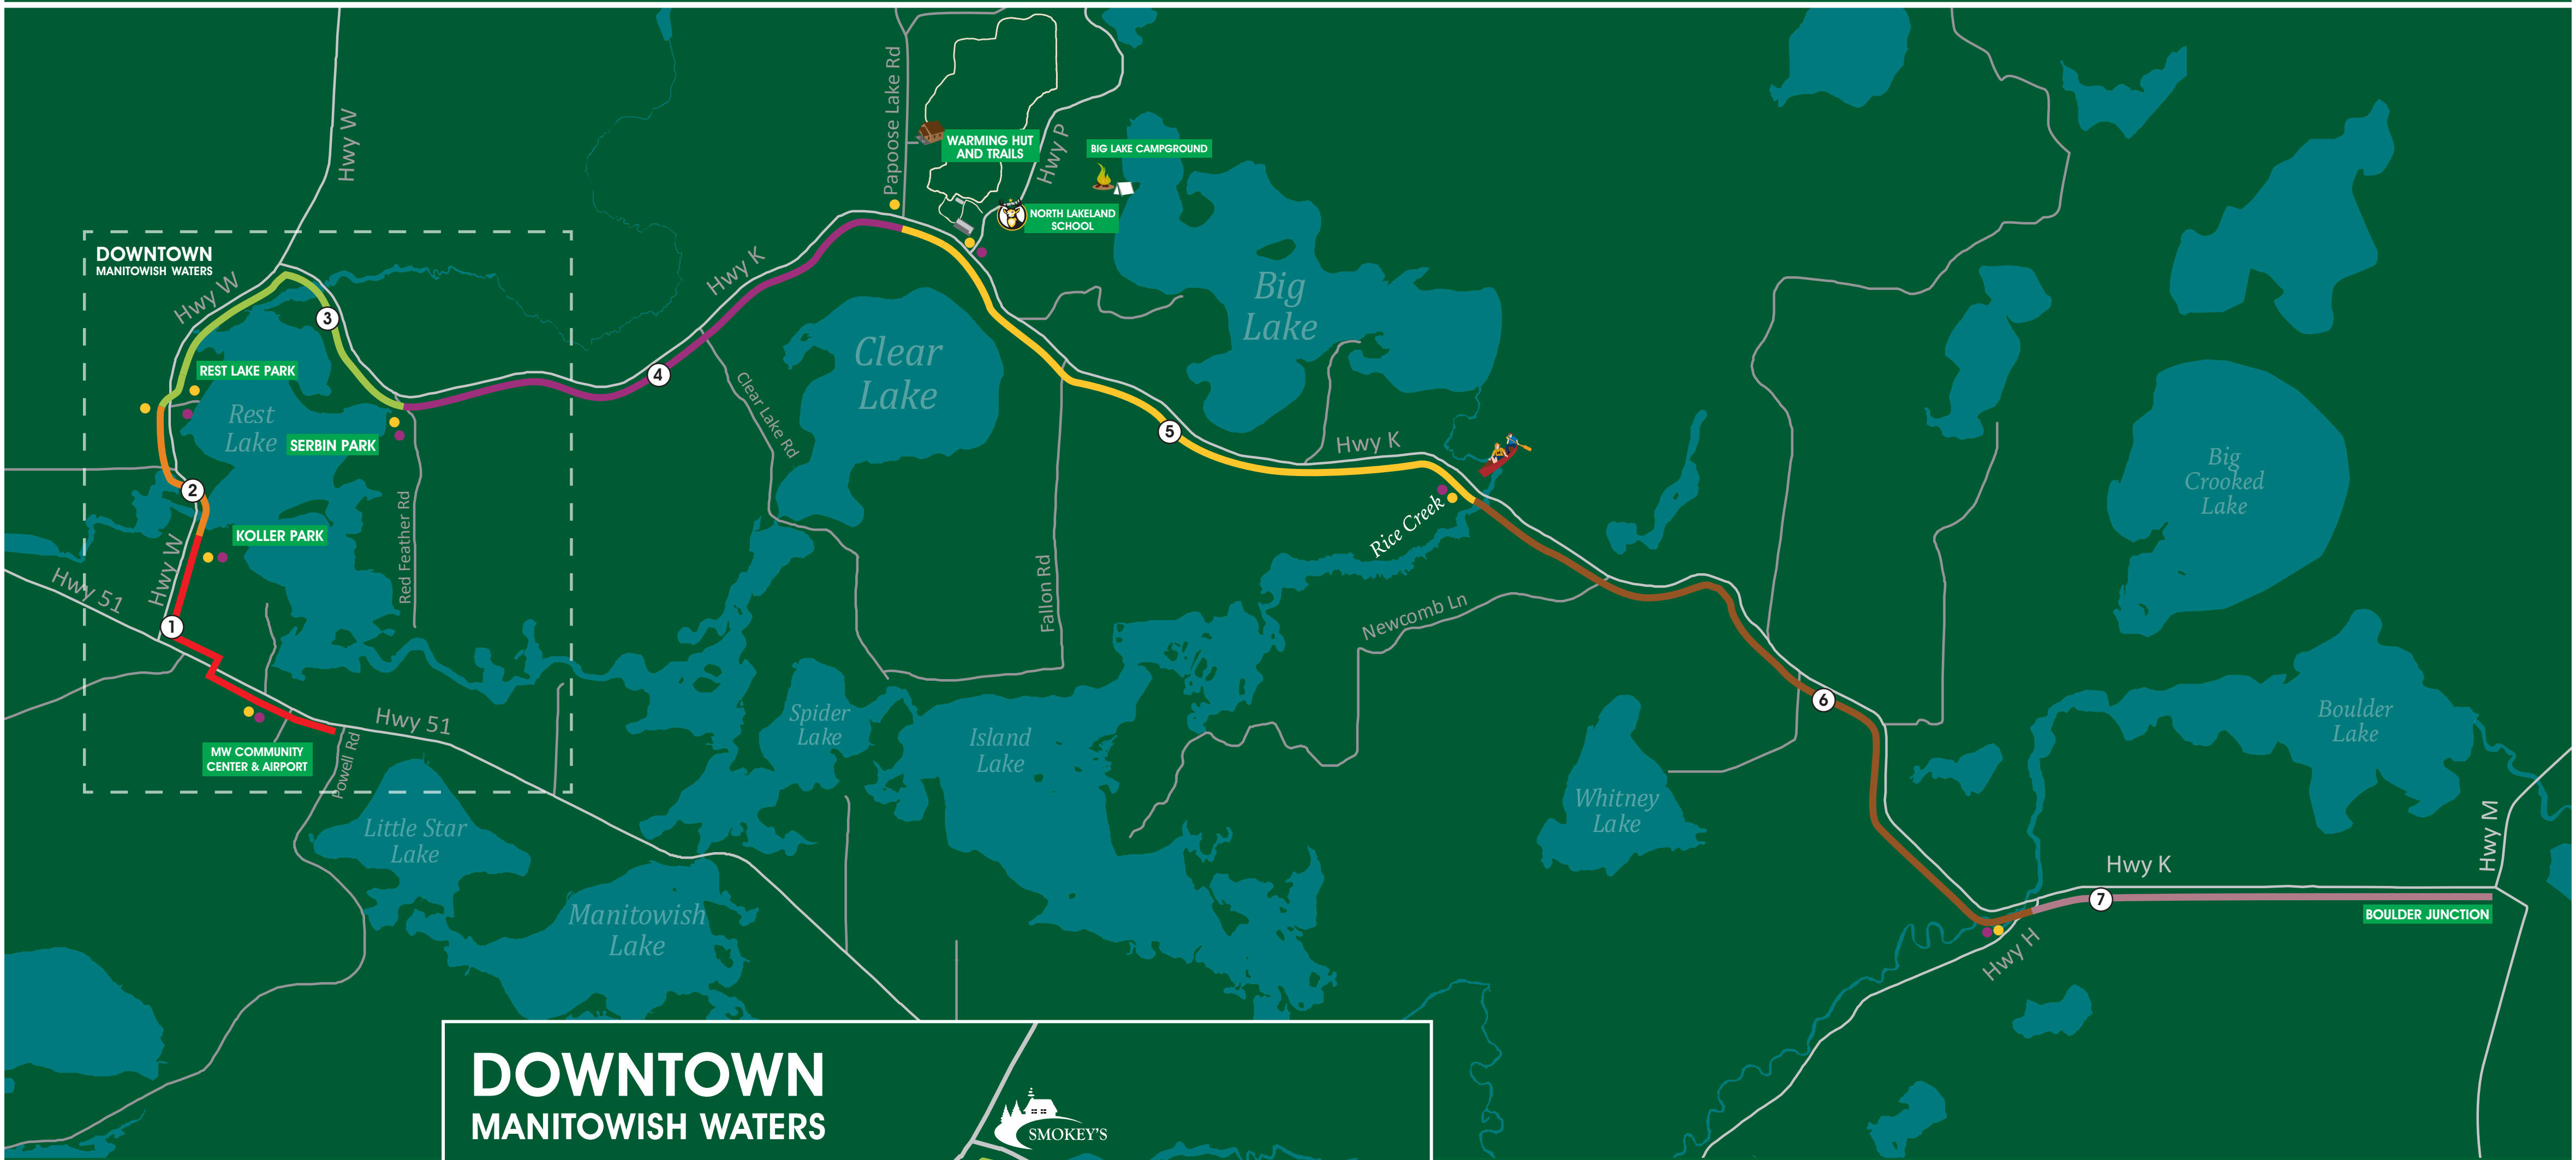 Hwy W
Pappoose Lake Rd
WARMING HUT
AND TRAILS
Hwy P
BIG LAKE CAMPGROUND
NORTH LAKELAND
SCHOOL
DOWNTOWN
MANITOWISH WATERS
Hwy W
3
Hwy K
Big
Lake
Clear
Lake
REST LAKE PARK
4
Clear Lake Rd
Rest
Lake
SERBIN PARK
5
Hwy K
Big
Crooked
Lake
2
Rice Creek
KOLLER PARK
Red Feather Rd
Hwy W
Hwy 51
Fallon Rd
Newcomb Ln
1
6
Hwy 51
Spider
Lake
Island
Lake
Boulder
Lake
MW COMMUNITY
CENTER & AIRPORT
Powell Rd
Little Star
Lake
Whitney
Lake
Hwy M
Hwy K
7
BOULDER JUNCTION
Manitowish
Lake
Hwy H
DOWNTOWN
MANITOWISH WATERS
SMOKEY'S